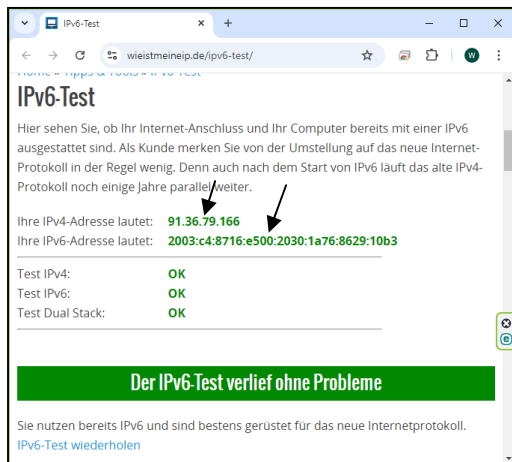 IPv6-Test
wieistmeineip.de/ipv6-test/
W
Home » Tipps & Tools » IPv6-Test
IPv6-Test
Hier sehen Sie, ob Ihr Internet-Anschluss und Ihr Computer bereits mit einer IPv6
ausgestattet sind. Als Kunde merken Sie von der Umstellung auf das neue Internet-
Protokoll in der Regel wenig. Denn auch nach dem Start von IPv6 läuft das alte IPv4-
Protokoll noch einige Jahre parallel weiter.
Ihre IPv4-Adresse lautet: 91.36.79.166
Ihre IPv6-Adresse lautet: 2003:c4:8716:e500:2030:1a76:8629:10b3
Test IPv4: OK
Test IPv6: OK
Test Dual Stack: OK
Der IPv6-Test verlief ohne Probleme
Sie nutzen bereits IPv6 und sind bestens gerüstet für das neue Internetprotokoll.
IPv6-Test wiederholen